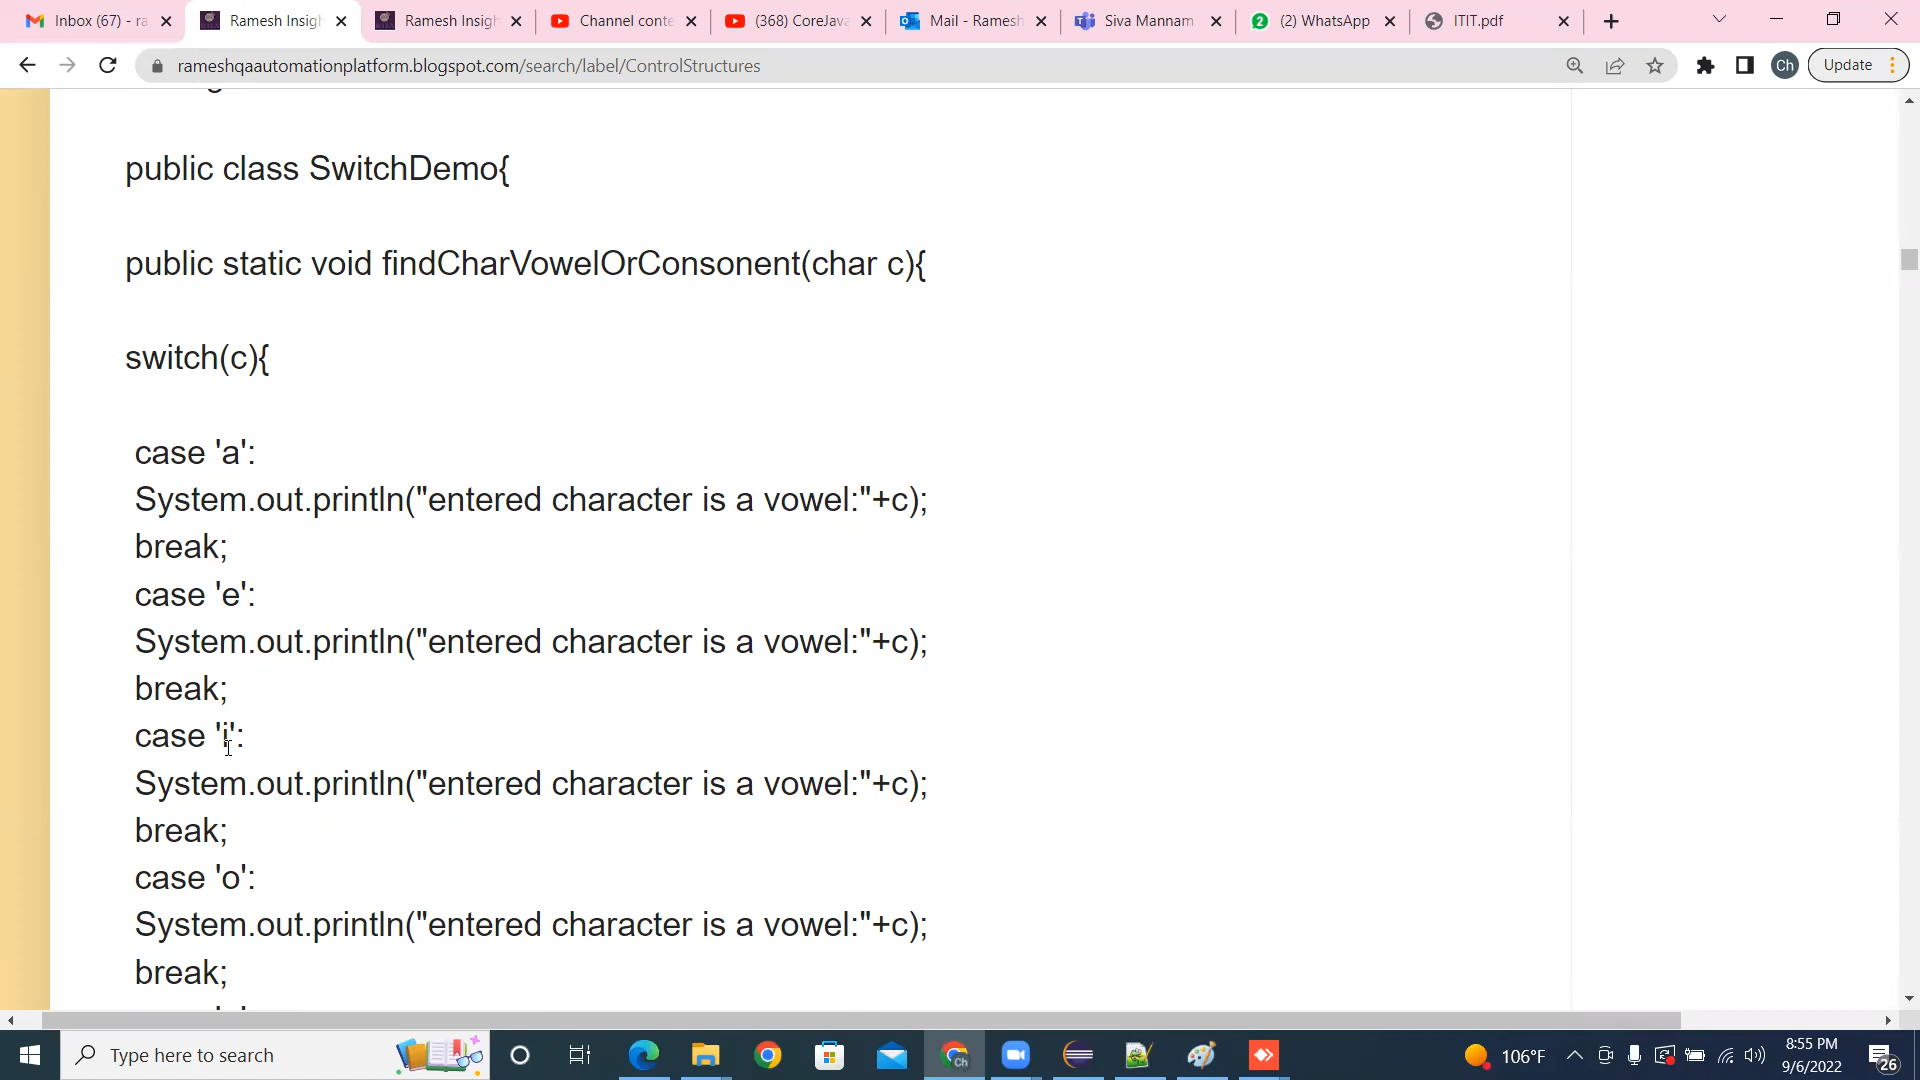 Inbox (67) - ra
Ramesh Insigh
Ramesh Insigh
Channel conte
(368) CoreJava
Mail - Ramesh
Siva Mannam
(2) WhatsApp
ITIT.pdf
rameshqaautomationplatform.blogspot.com/search/label/ControlStructures
Ch
Update
public class SwitchDemo{
public static void findCharVowelOrConsonent(char c){
switch(c){
case 'a':
System.out.println("entered character is a vowel:"+c);
break;
case 'e':
System.out.println("entered character is a vowel:"+c);
break;
case 'i':
System.out.println("entered character is a vowel:"+c);
break;
case 'o':
System.out.println("entered character is a vowel:"+c);
break;
Type here to search
Ch
106°F
8:55 PM
9/6/2022
26